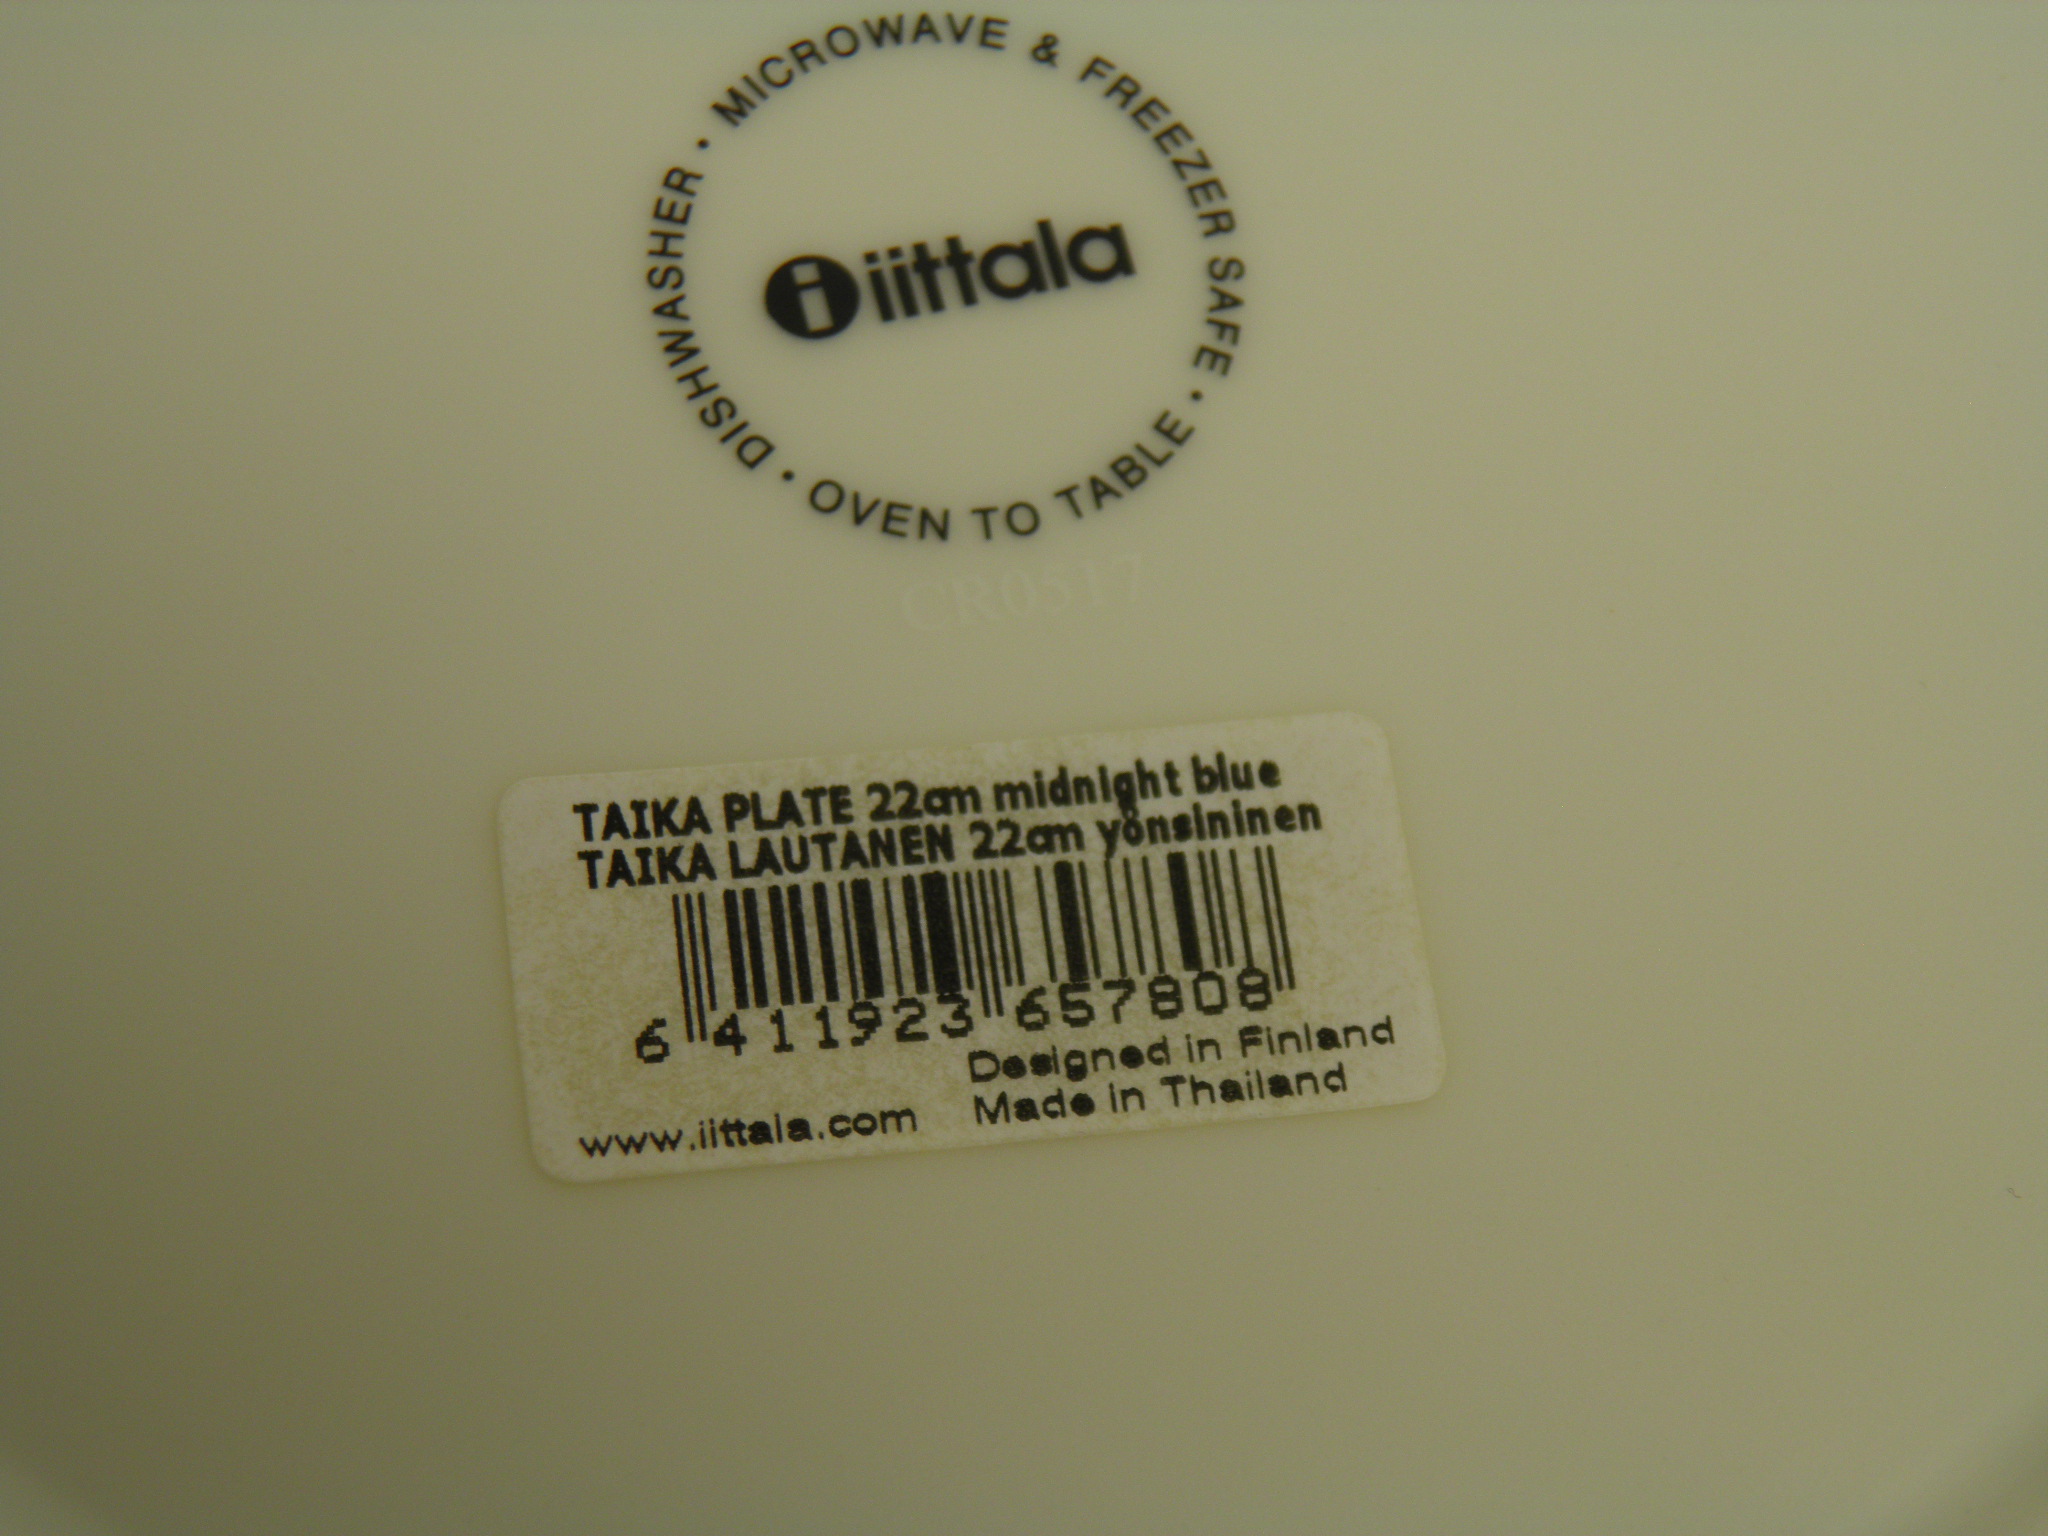 DISHWASHER • MICROWAVE & FREEZER SAFE • OVEN TO TABLE •
i iittala
CR0517
TAIKA PLATE 22cm midnight blue
TAIKA LAUTANEN 22cm yönsininen
6 411923 657808
Designed in Finland
www.iittala.com Made in Thailand